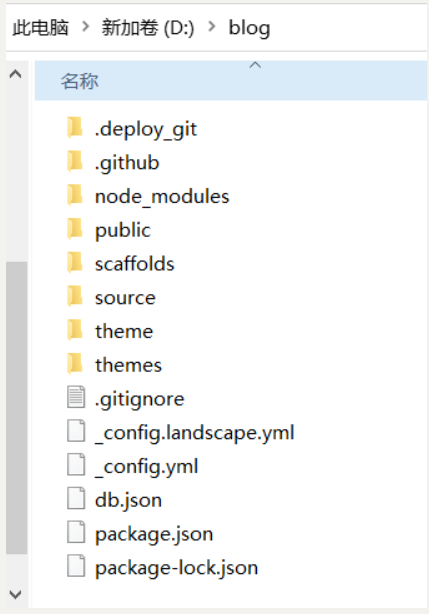 此电脑 > 新加卷 (D:) > blog
名称
.deploy_git
.github
node_modules
public
scaffolds
source
theme
themes
.gitignore
_config.landscape.yml
_config.yml
db.json
package.json
package-lock.json